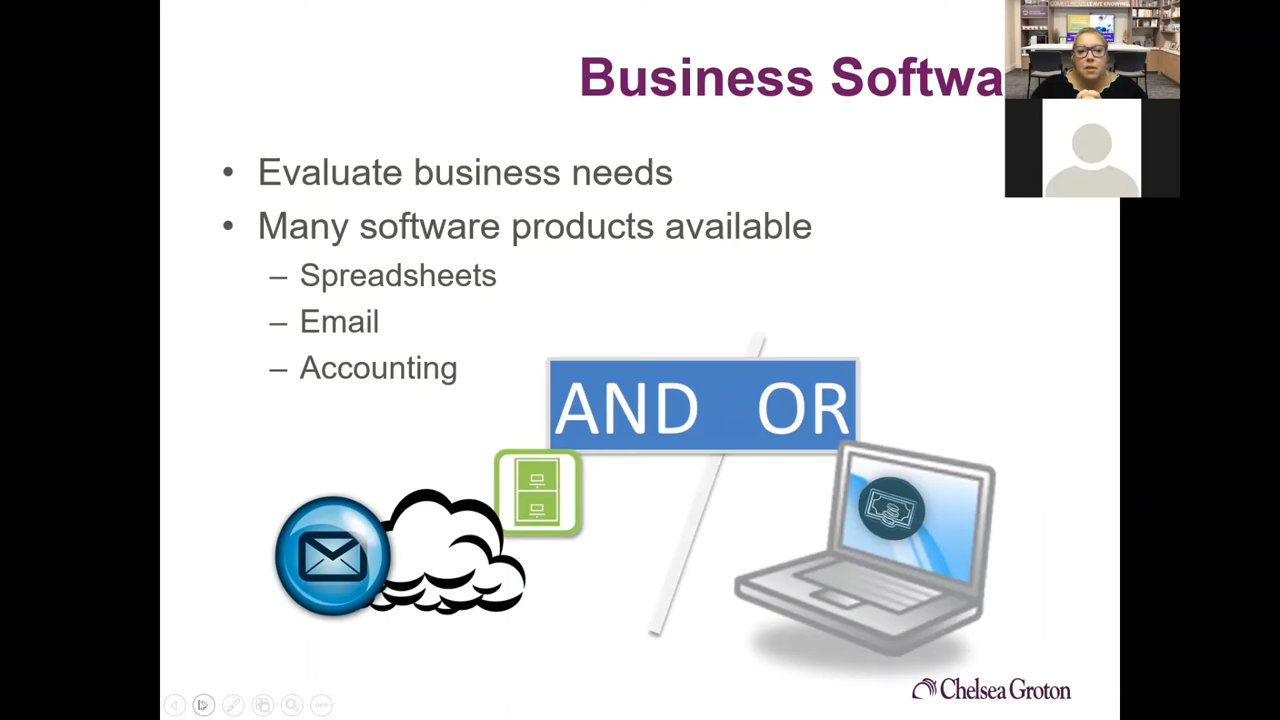 Business Softwa
Evaluate business needs
Many software products available
– Spreadsheets
– Email
– Accounting
AND OR
Chelsea Groton